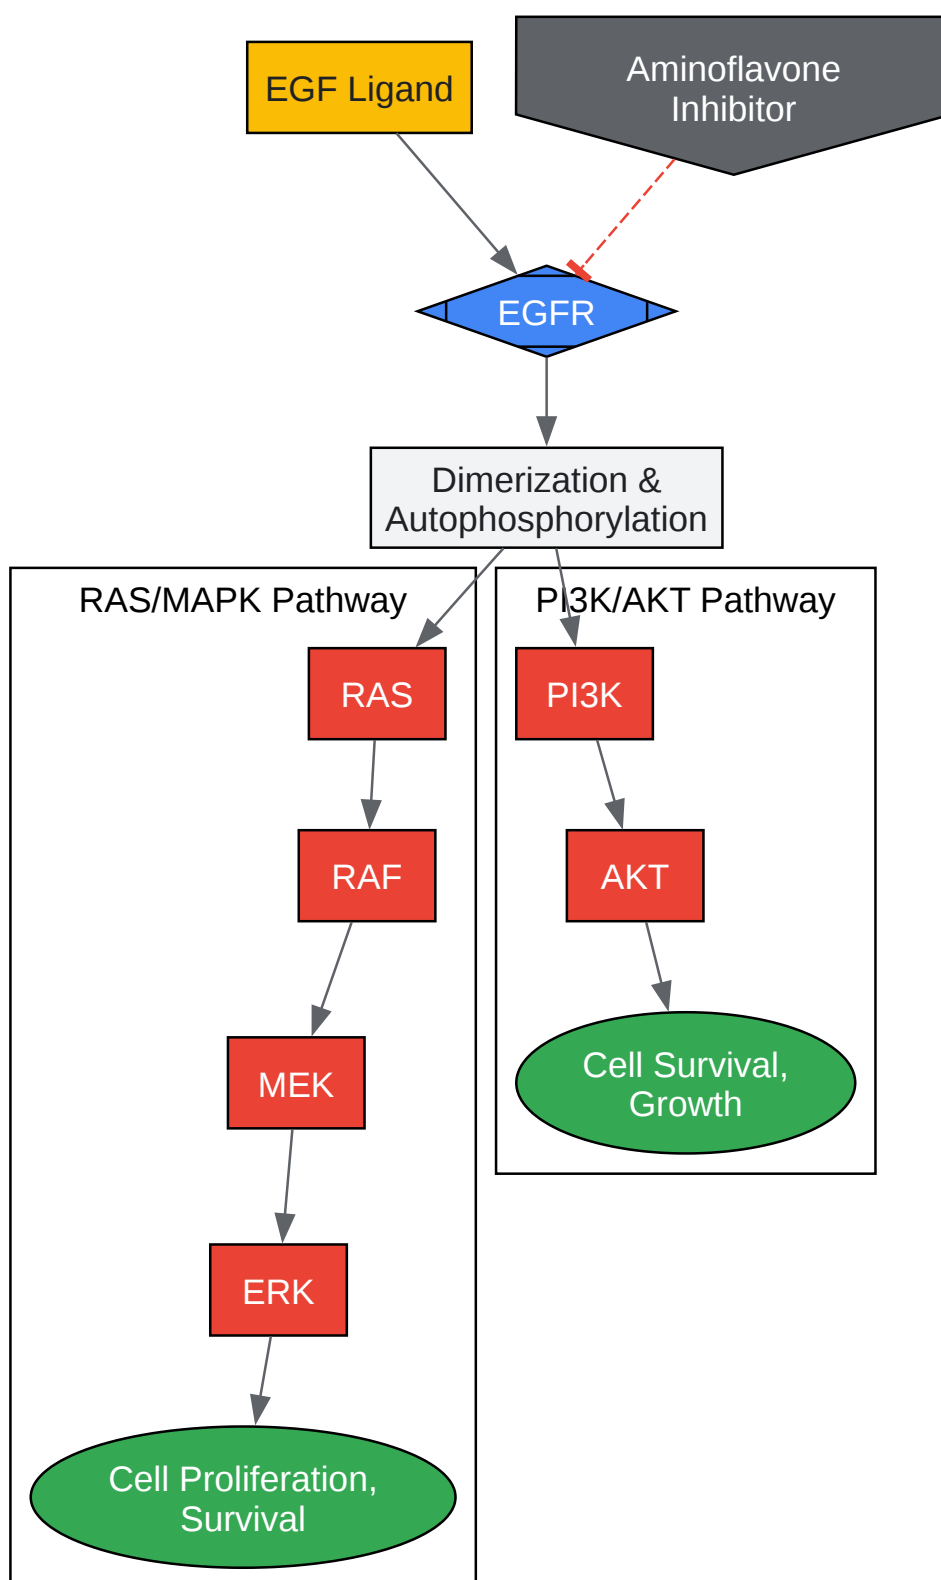 EGF Ligand
Aminoflavone
Inhibitor
EGFR
Dimerization &
Autophosphorylation
RAS/MAPK Pathway
PI3K/AKT Pathway
RAS
PI3K
RAF
AKT
MEK
Cell Survival,
Growth
ERK
Cell Proliferation,
Survival